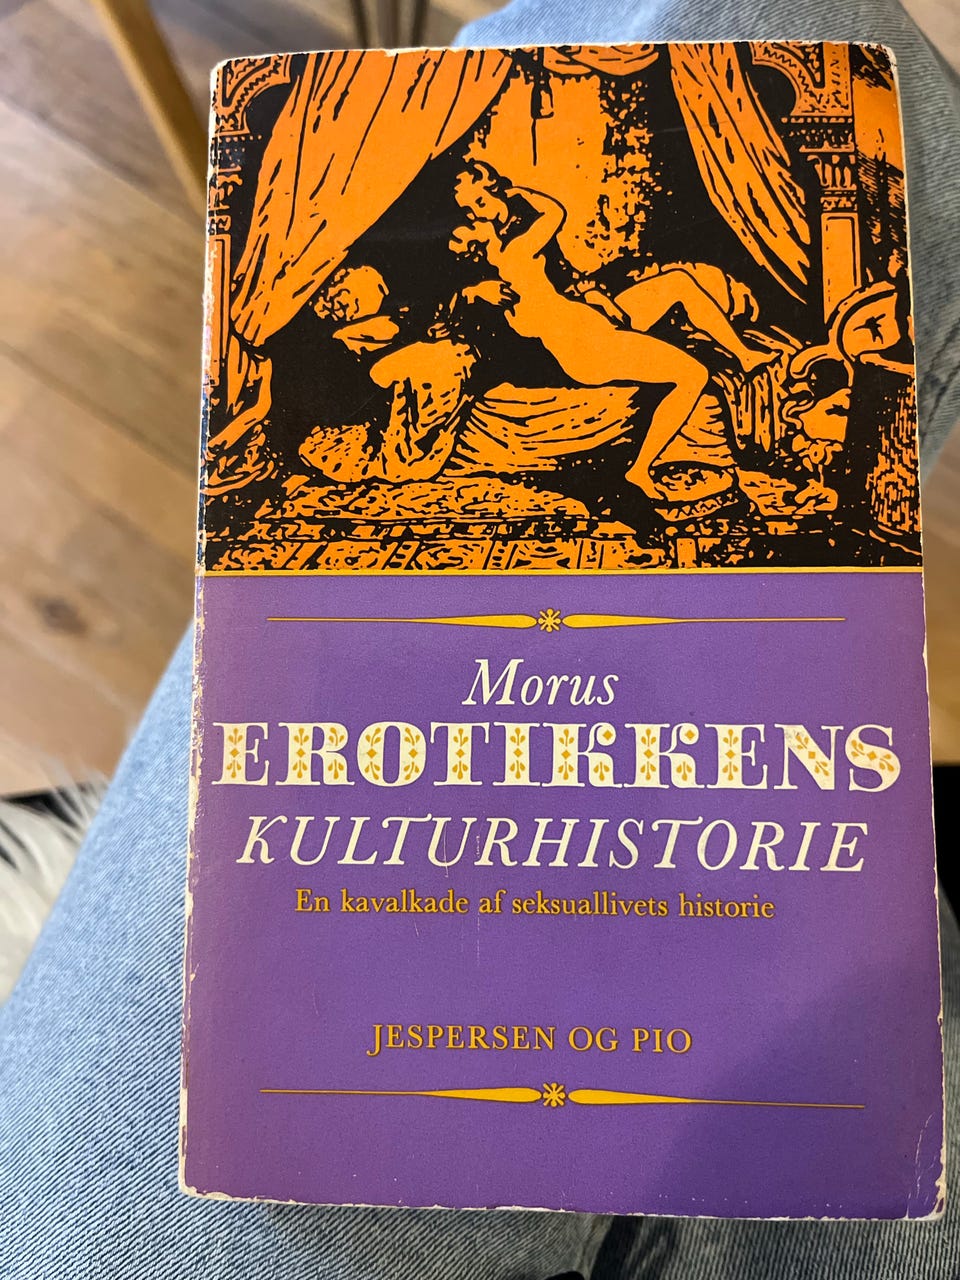 Morus
EROTIKKENS
KULTURHISTORIE
En kavalkade af seksuallivets historie
JESPERSEN OG PIO